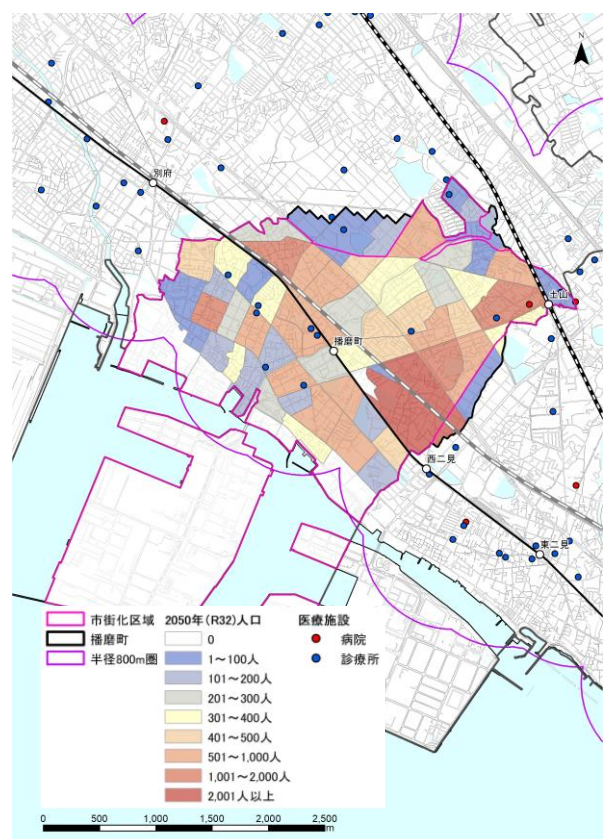 N
別府
土山
播磨町
西二見
東二見
市街化区域
播磨町
半径800m圏
2050年(R32)人口
0
1～100人
101～200人
201～300人
301～400人
401～500人
501～1,000人
1,001～2,000人
2,001人以上
医療施設
病院
診療所
0 500 1,000 1,500 2,000 2,500
m